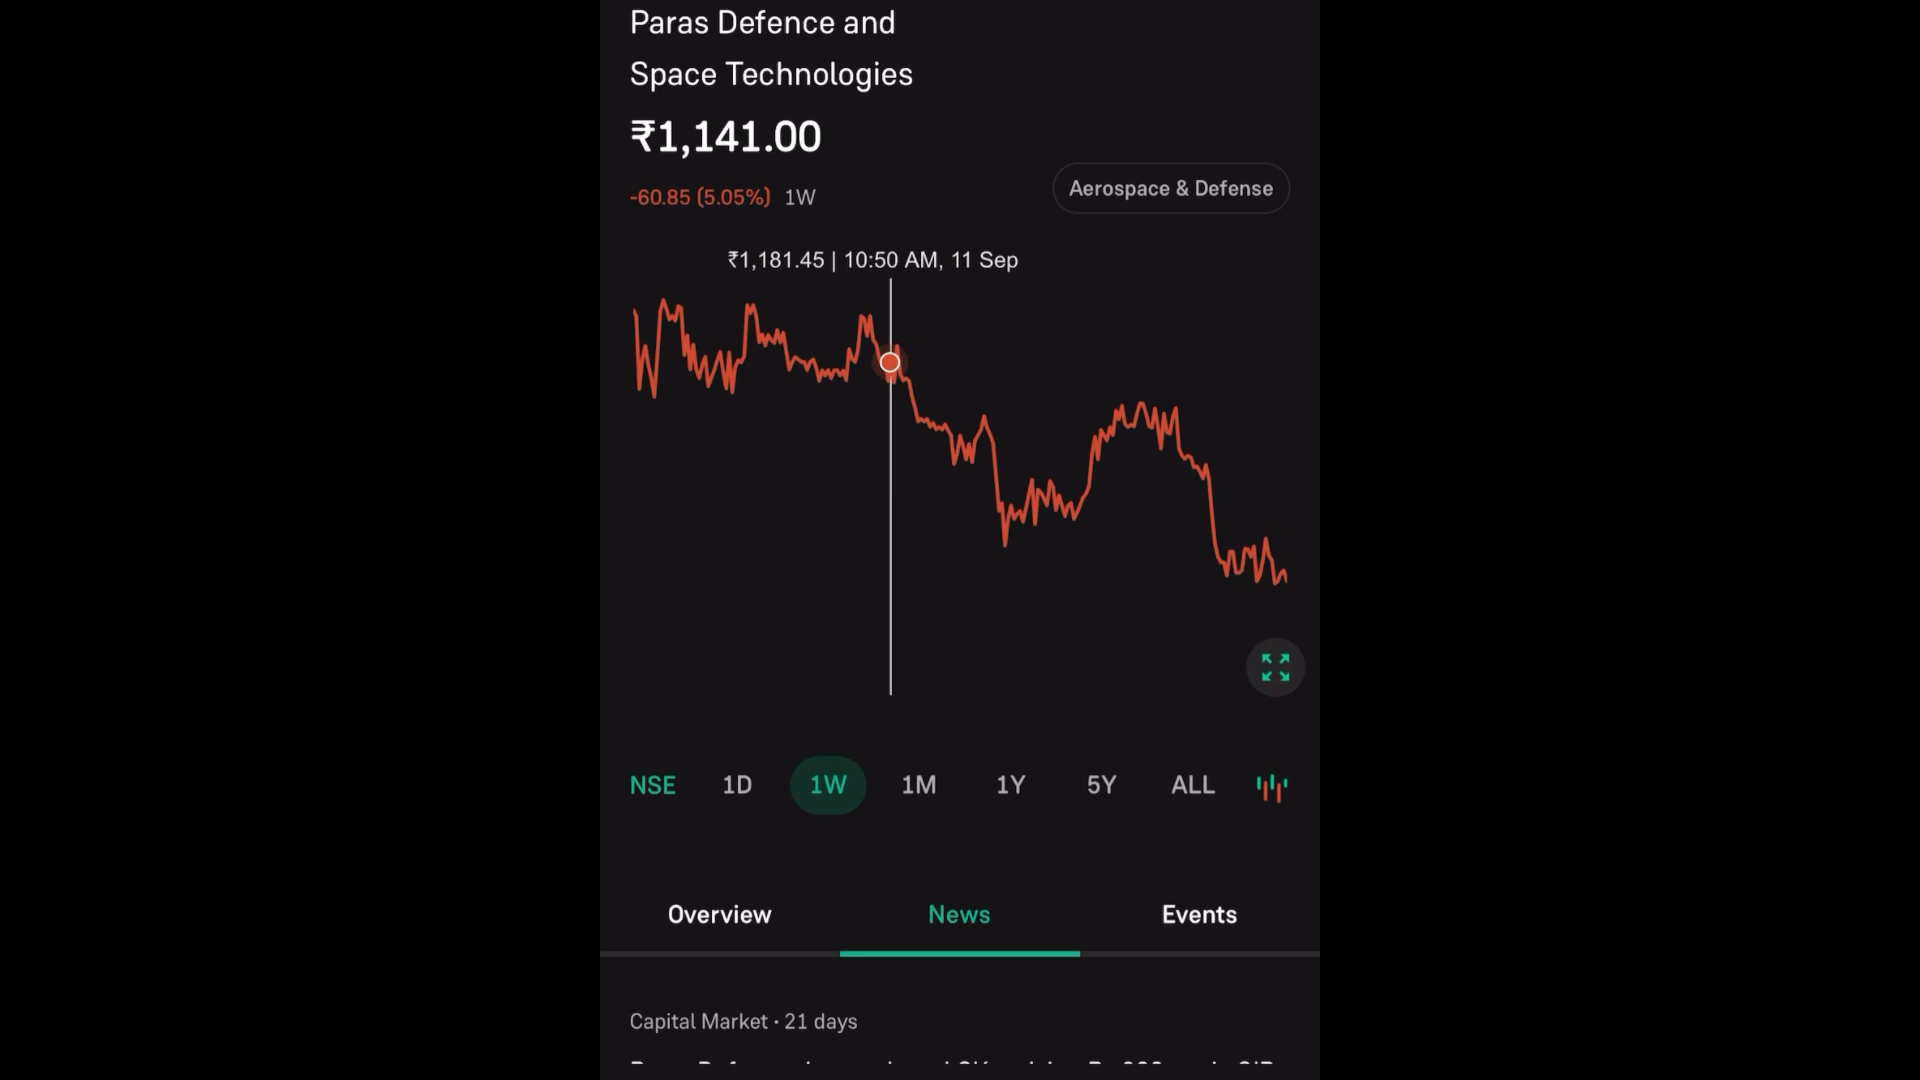 Paras Defence and
Space Technologies
₹1,141.00
-60.85 (5.05%) 1W
Aerospace & Defense
₹1,181.45 | 10:50 AM, 11 Sep
NSE 1D 1W 1M 1Y 5Y ALL
Overview News Events
Capital Market · 21 days